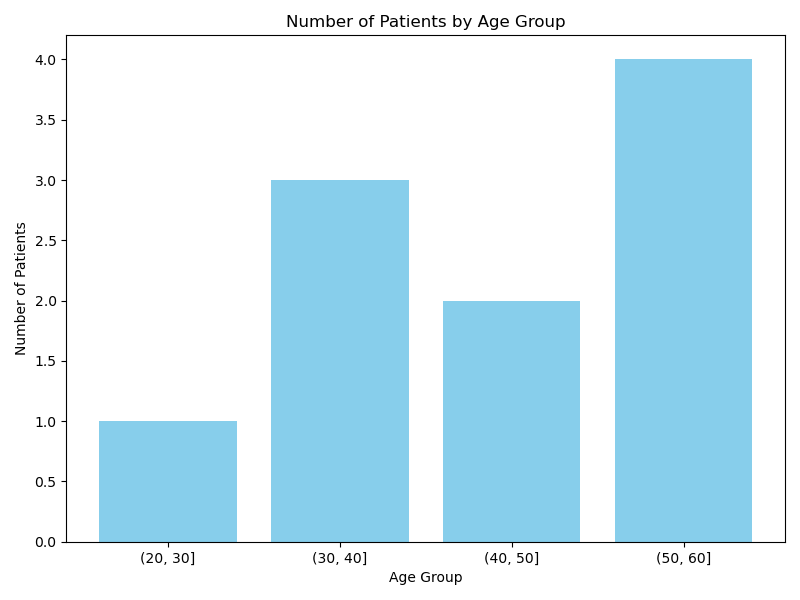 Number of Patients by Age Group
4.0
3.5
3.0
2.5
2.0
1.5
1.0
0.5
0.0
Number of Patients
(20, 30] (30, 40] (40, 50] (50, 60]
Age Group